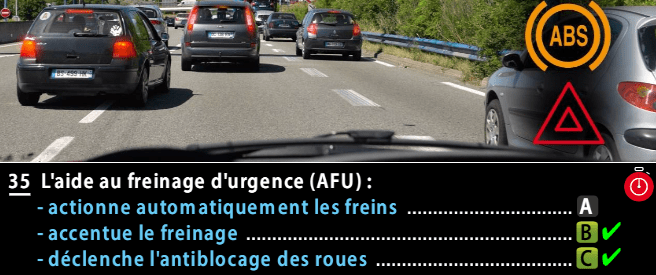 ABS
35 L'aide au freinage d'urgence (AFU) :
- actionne automatiquement les freins ................................ A
- accentue le freinage ................................................................ B ✔
- déclenche l'antiblocage des roues ...................................... C ✔